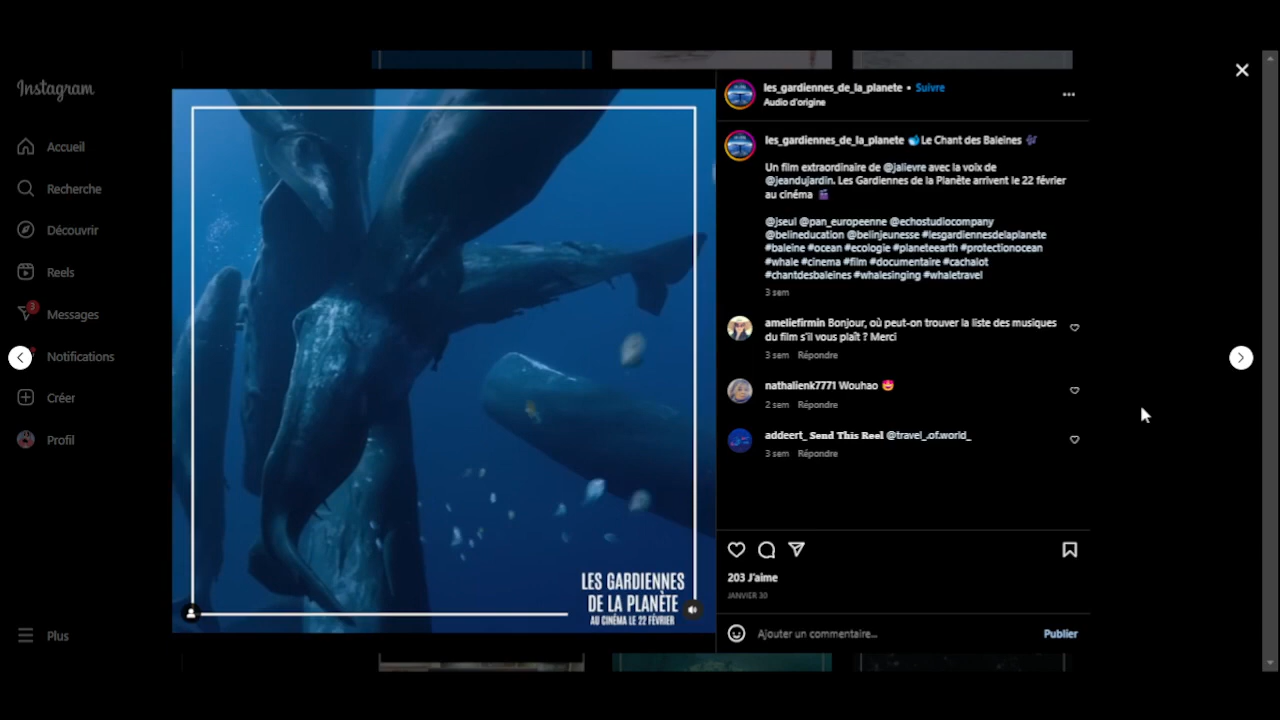 Instagram
Accueil
Recherche
Découvrir
Reels
3
Messages
Notifications
Créer
Profil
Plus
LES GARDIENNES
DE LA PLANÈTE
AU CINÉMA LE 22 FÉVRIER
les_gardiennes_de_la_planete • Suivre
Audio d'origine
les_gardiennes_de_la_planete 🐋Le Chant des Baleines 🎶
Un film extraordinaire de @jalievre avec la voix de
@jeandujardin. Les Gardiennes de la Planête arrivent le 22 février
au cinéma 🎬
@jseul @pan_europeenne @echostudiocompany
@belineducation @belinjeunesse #lesgardiennesdelaplanete
#baleine #ocean #ecologie #planeteearth #protectionocean
#whale #cinema #film #documentaire #cachalot
#chantdesbaleines #whalesinging #whaletravel
3 sem
ameliefirmin Bonjour, où peut-on trouver la liste des musiques
du film s'il vous plaît ? Merci
3 sem Répondre
nathalienk7771 Wouhao 😍
2 sem Répondre
addeert_ 𝐒𝐞𝐧𝐝 𝐓𝐡𝐢𝐬 𝐑𝐞𝐞𝐥 @travel_.of.world_
3 sem Répondre
203 J'aime
JANVIER 30
Ajouter un commentaire... Publier